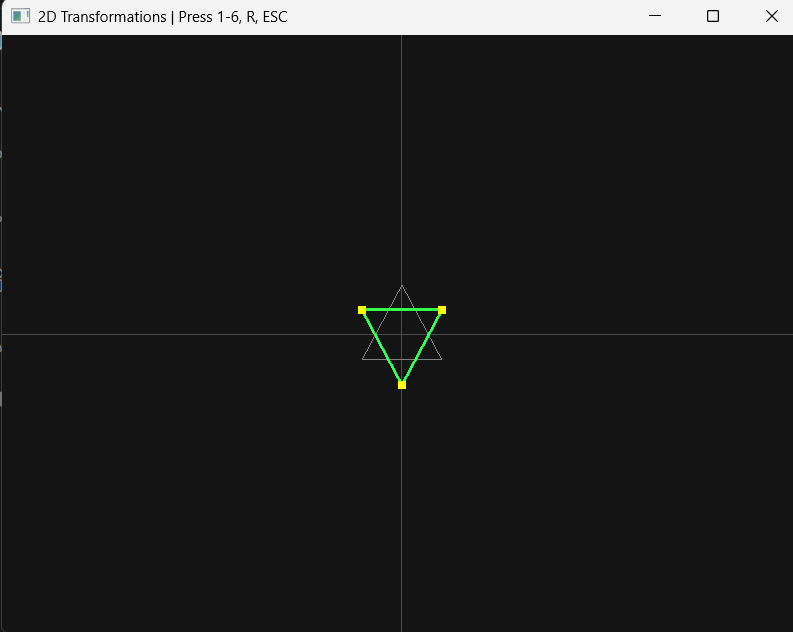 2D Transformations | Press 1-6, R, ESC